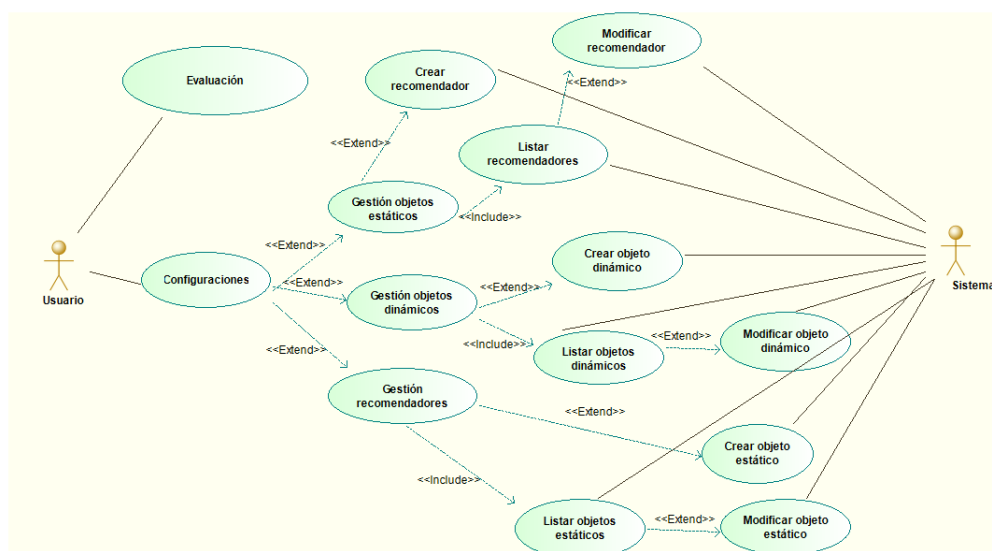 Modificar
recomendador
Evaluación
Crear
recomendador
<<Extend>>
<<Extend>>
Listar
recomendadores
Gestión objetos
estáticos
<<Include>>
<<Extend>>
Crear objeto
dinámico
Usuario
Configuraciones
<<Extend>>
Gestión objetos
dinámicos
<<Extend>>
Sistema
<<Extend>>
<<Include>>
Listar objetos
dinámicos
<<Extend>>
Modificar objeto
dinámico
Gestión
recomendadores
<<Extend>>
Crear objeto
estático
<<Include>>
Listar objetos
estáticos
<<Extend>>
Modificar objeto
estático